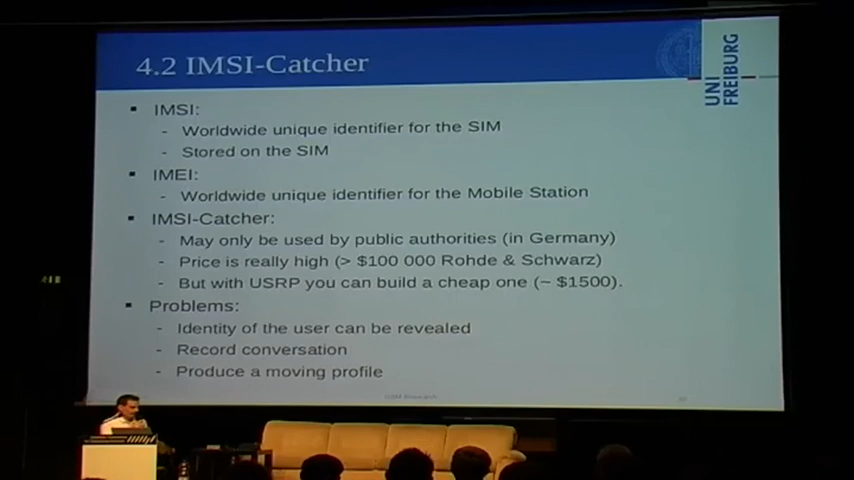 4.2 IMSI-Catcher
UNI
FREIBURG
IMSI:
- Worldwide unique identifier for the SIM
- Stored on the SIM
IMEI:
- Worldwide unique identifier for the Mobile Station
IMSI-Catcher:
- May only be used by public authorities (in Germany)
- Price is really high (> $100 000 Rohde & Schwarz)
- But with USRP you can build a cheap one (~ $1500).
Problems:
- Identity of the user can be revealed
- Record conversation
- Produce a moving profile